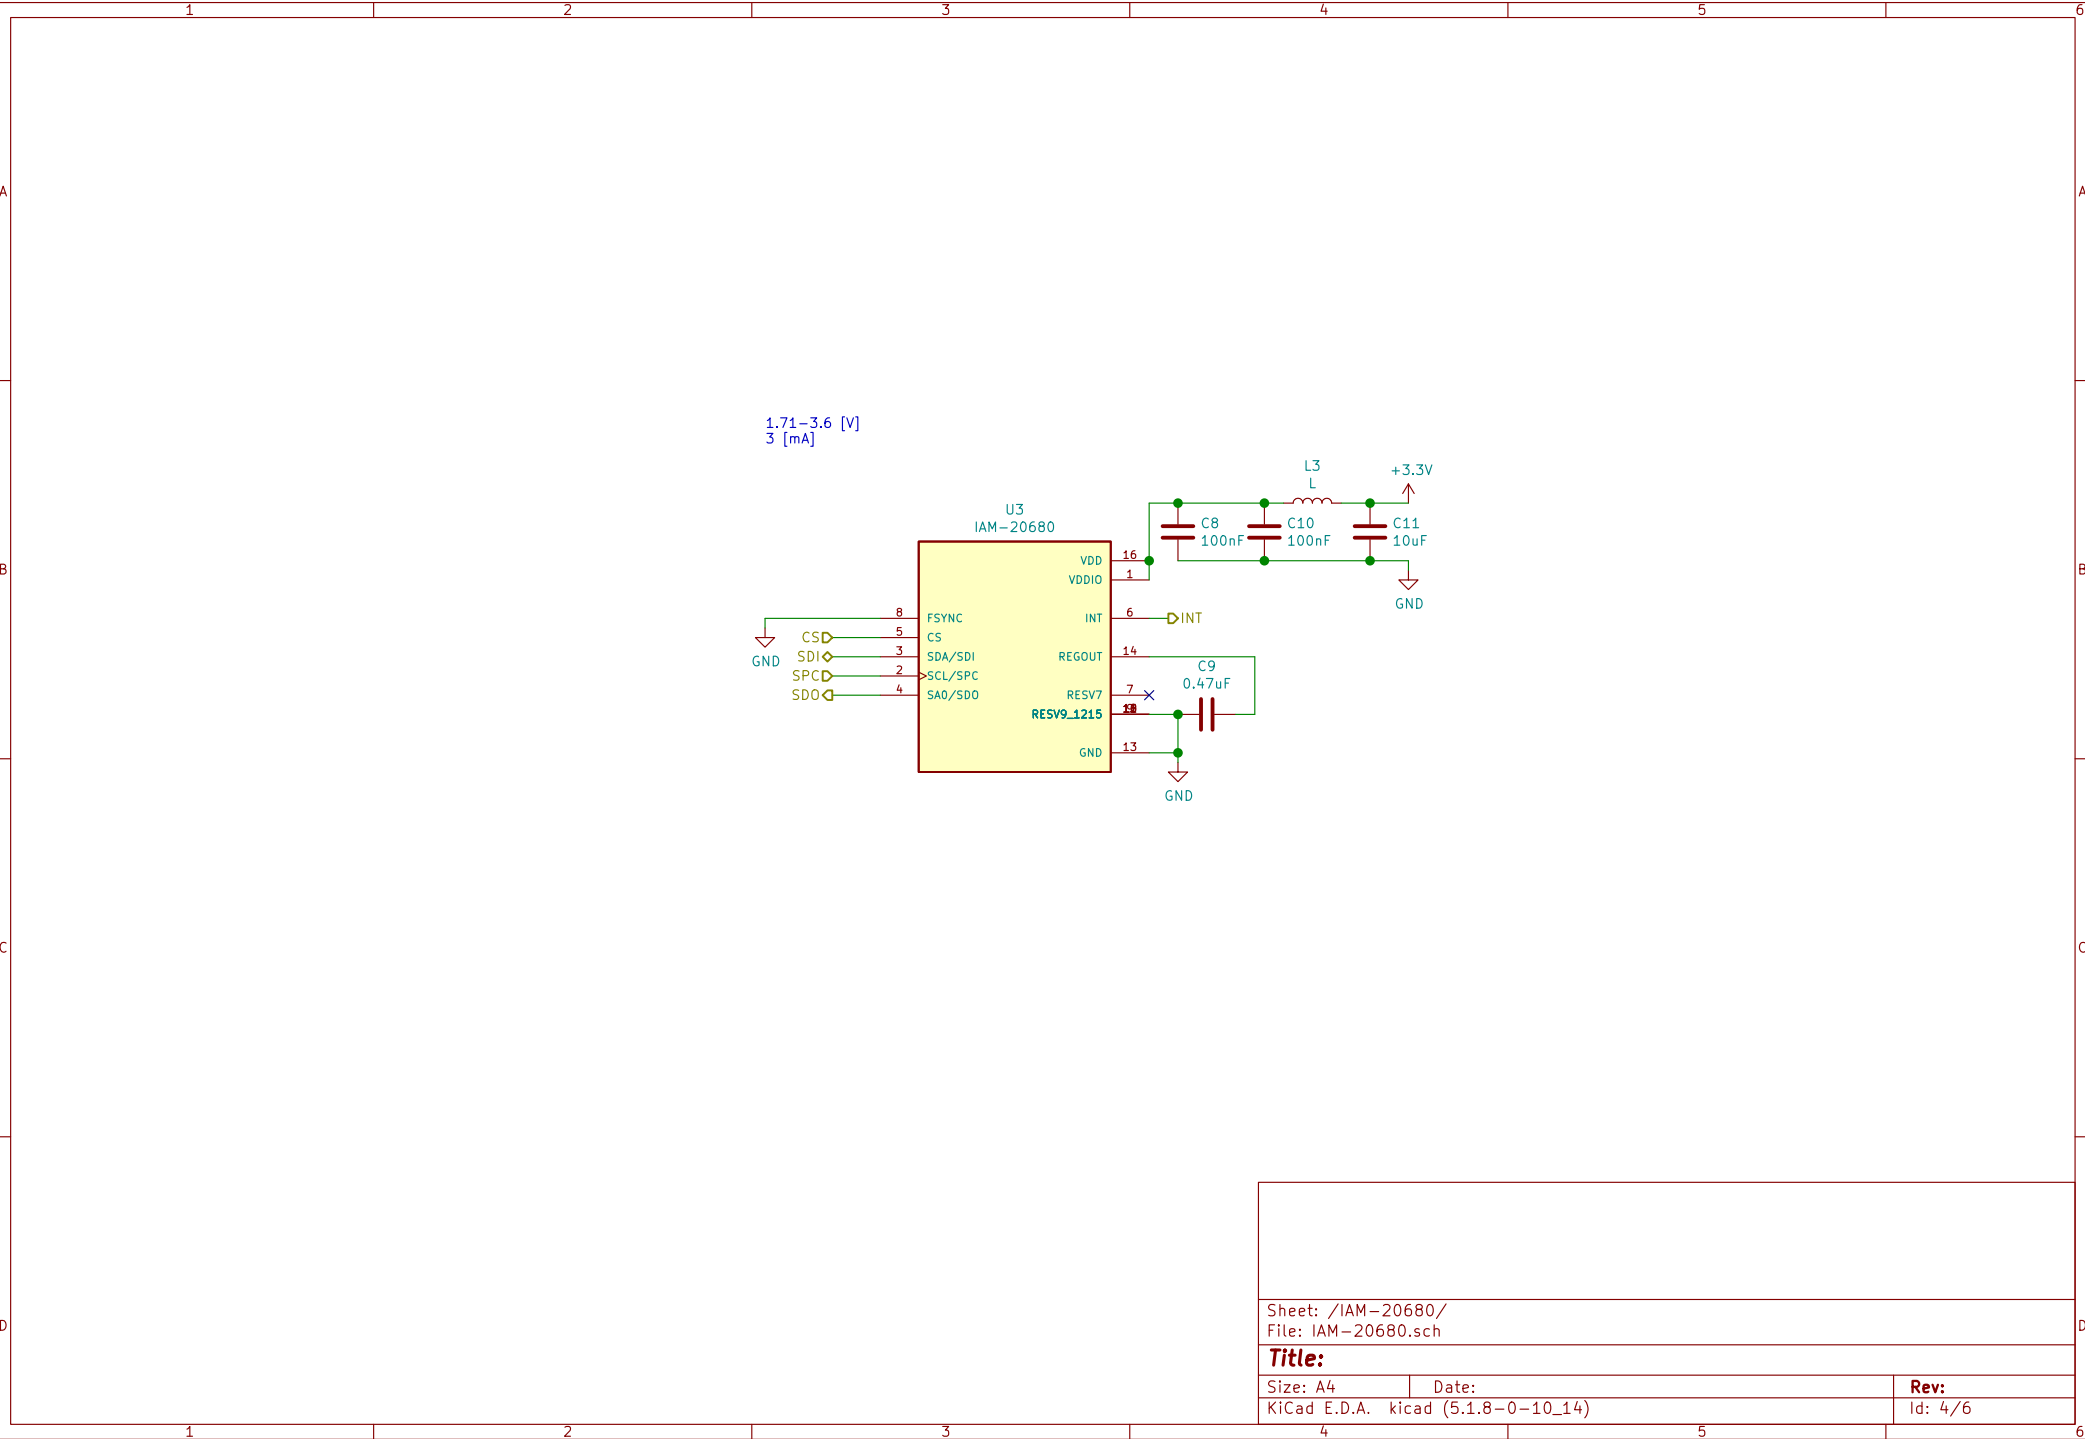 1 2 3 4 5 6
A A
1.71-3.6 [V]
3 [mA]
L3
L
+3.3V
U3
IAM-20680
C8
100nF
C10
100nF
C11
10uF
GND
B B
VDD 16
VDDIO 1
8 FSYNC
INT 6 INT
CS 5 CS
GND
SDI 3 SDA/SDI
REGOUT 14
SPC 2 SCL/SPC
SDO 4 SA0/SDO
C9
0.47uF
RESV7 7
RESV9_1215
GND 13
GND
C C
Sheet: /IAM-20680/
File: IAM-20680.sch
D D
Title:
Size: A4 Date: Rev:
KiCad E.D.A. kicad (5.1.8-0-10_14) Id: 4/6
1 2 3 4 5 6